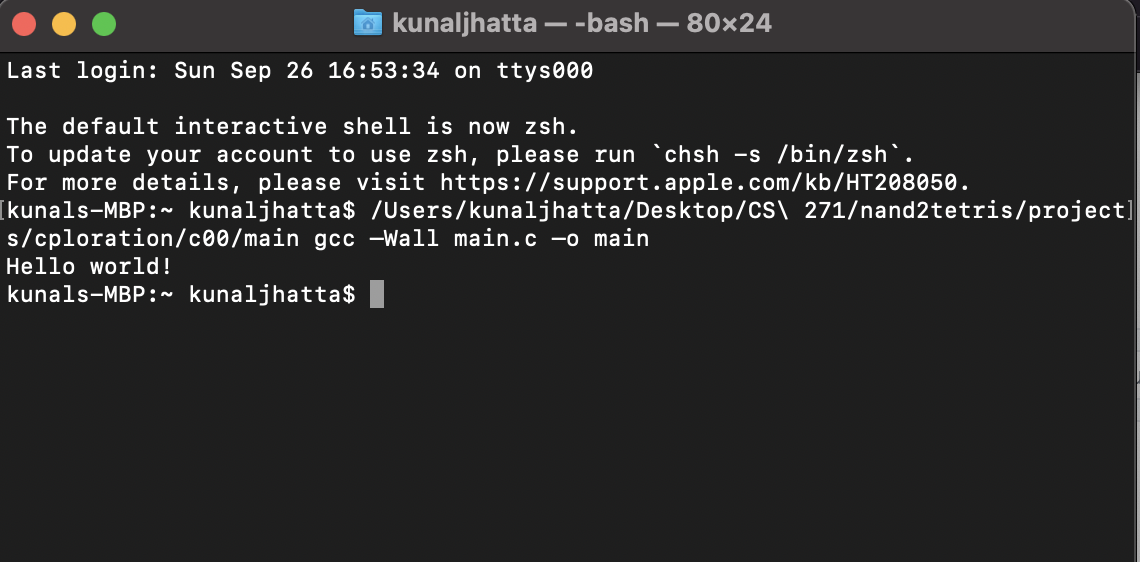 kunaljhatta — -bash — 80×24
Last login: Sun Sep 26 16:53:34 on ttys000
The default interactive shell is now zsh.
To update your account to use zsh, please run `chsh -s /bin/zsh`.
For more details, please visit https://support.apple.com/kb/HT208050.
[kunals-MBP:~ kunaljhatta$ /Users/kunaljhatta/Desktop/CS\ 271/nand2tetris/project]
s/cploration/c00/main gcc —Wall main.c —o main
Hello world!
kunals-MBP:~ kunaljhatta$